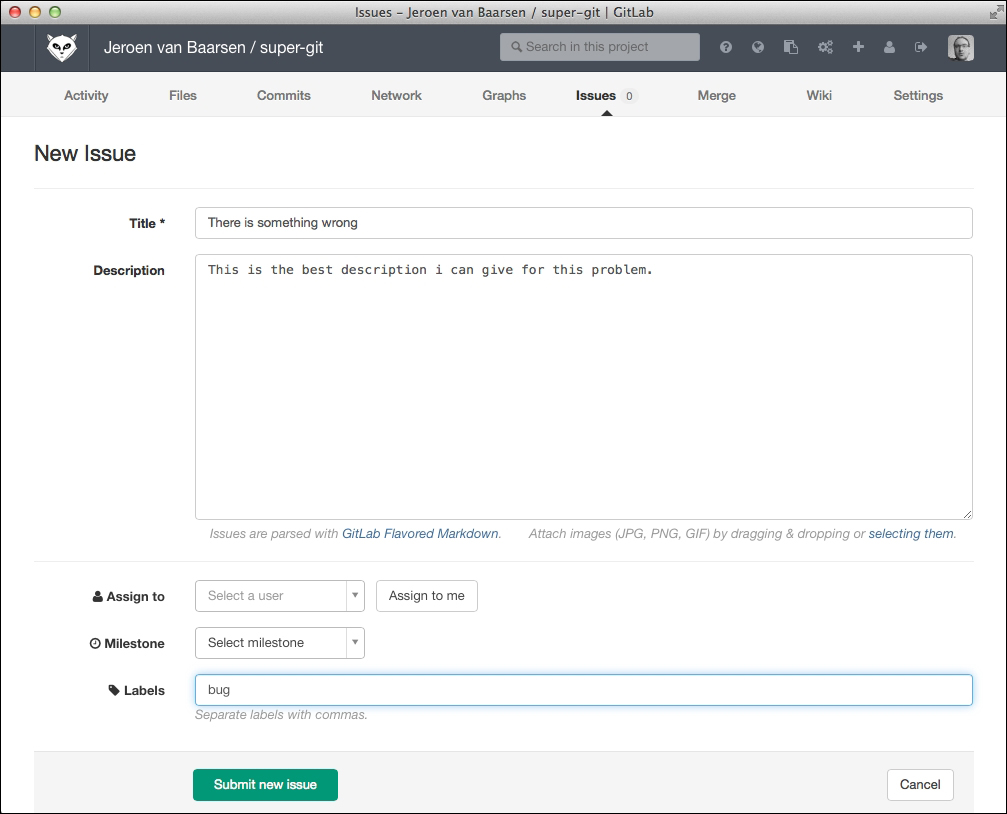 Issues – Jeroen van Baarsen / super-git | GitLab
Jeroen van Baarsen / super-git Search in this project
Activity Files Commits Network Graphs Issues 0 Merge Wiki Settings
New Issue
Title * There is something wrong
Description This is the best description i can give for this problem.
Issues are parsed with GitLab Flavored Markdown. Attach images (JPG, PNG, GIF) by dragging & dropping or selecting them.
Assign to Select a user Assign to me
Milestone Select milestone
Labels bug
Separate labels with commas.
Submit new issue Cancel